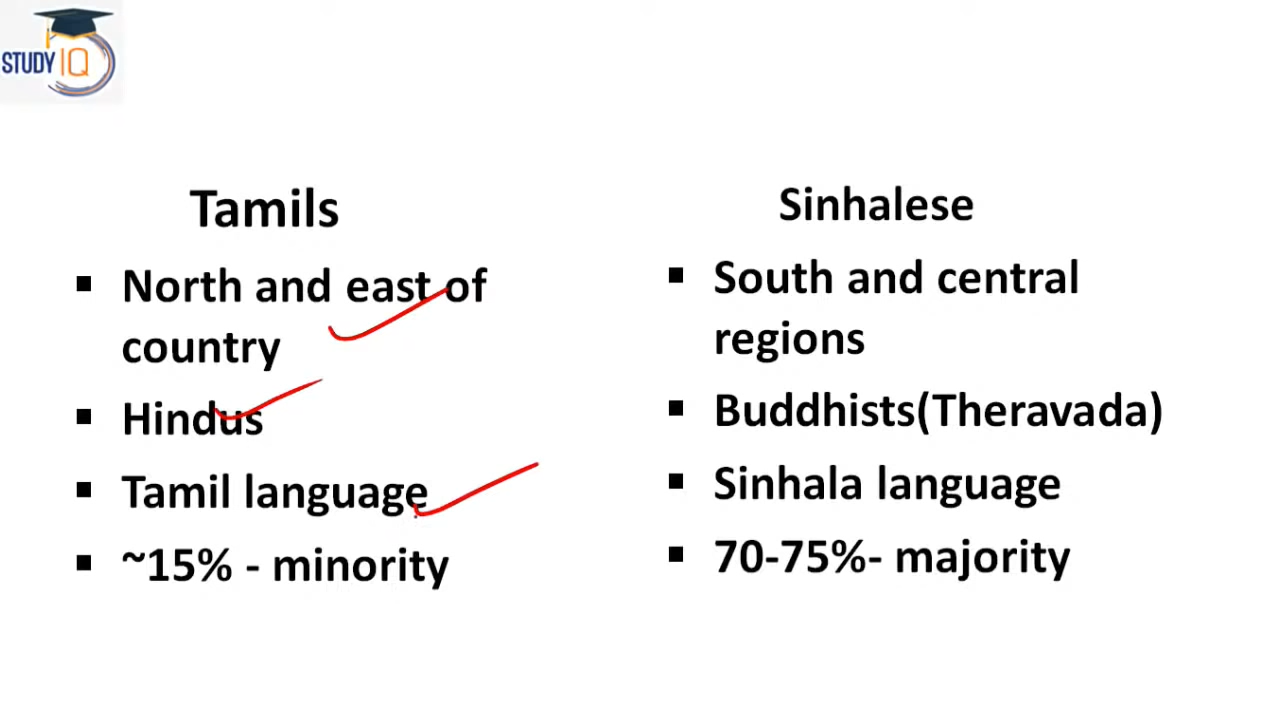 STUDY IQ
Tamils
▪ North and east of
country
▪ Hindus
▪ Tamil language
▪ ~15% - minority
Sinhalese
▪ South and central
regions
▪ Buddhists(Theravada)
▪ Sinhala language
▪ 70-75%- majority